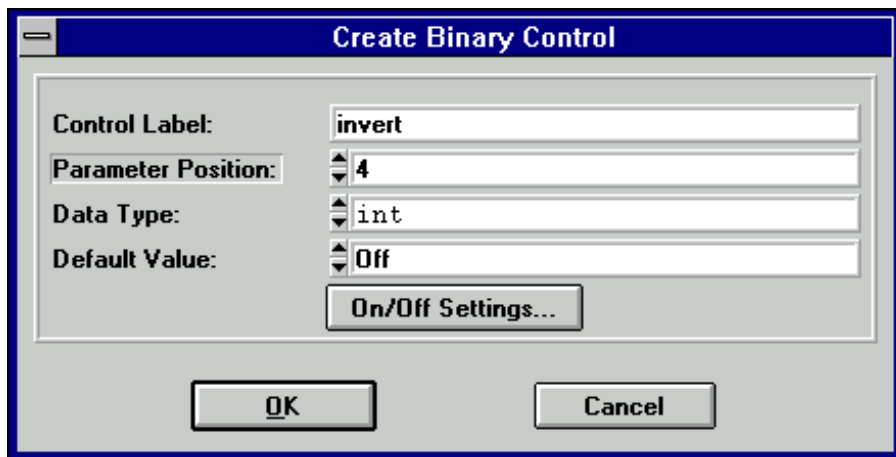 Create Binary Control
Control Label: invert
Parameter Position: 4
Data Type: int
Default Value: Off
On/Off Settings...
OK Cancel